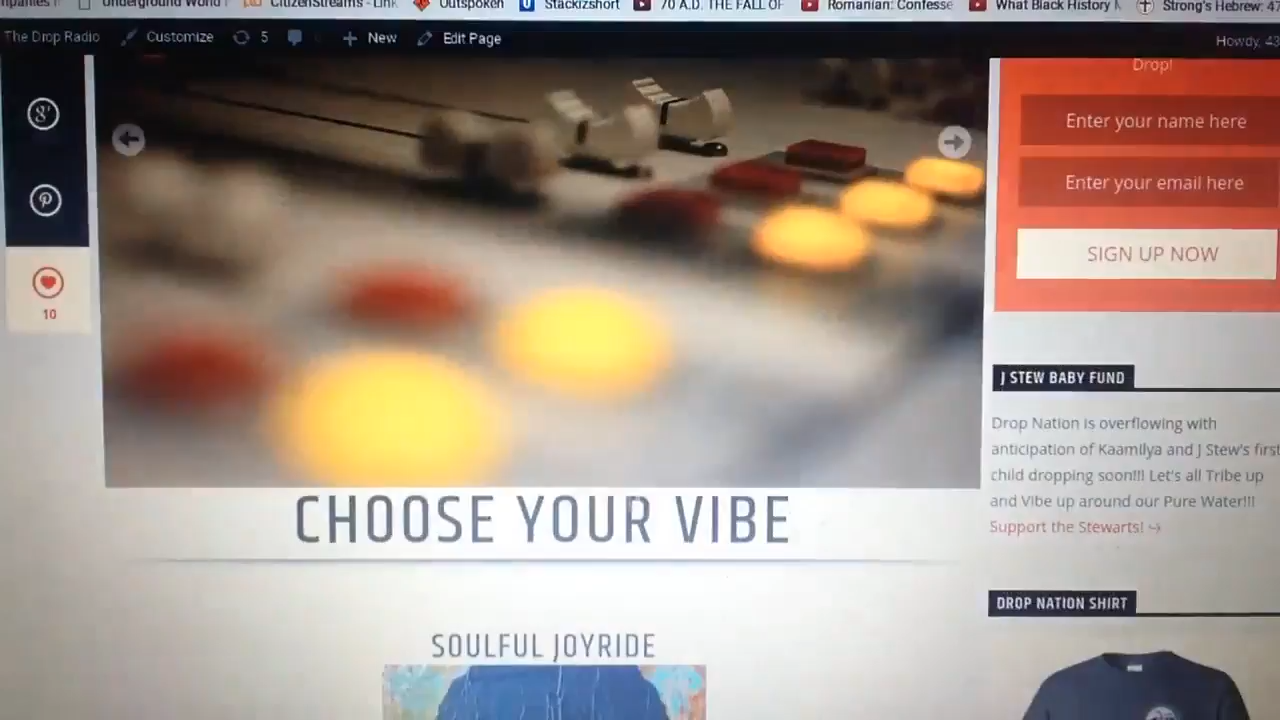 Underground World
CitizenStreams - Link
Outspoken
Stackizshort
70 A.D. THE FALL OF
Romanian: Confesse
What Black History
Strong's Hebrew: 47
The Drop Radio
Customize
5
New
Edit Page
Howdy, 43
g+
Drop!
Enter your name here
Enter your email here
SIGN UP NOW
10
J STEW BABY FUND
Drop Nation is overflowing with
anticipation of Kaamilya and J Stew's first
child dropping soon!!! Let's all Tribe up
and Vibe up around our Pure Water!!!
Support the Stewarts! ↪
CHOOSE YOUR VIBE
DROP NATION SHIRT
SOULFUL JOYRIDE